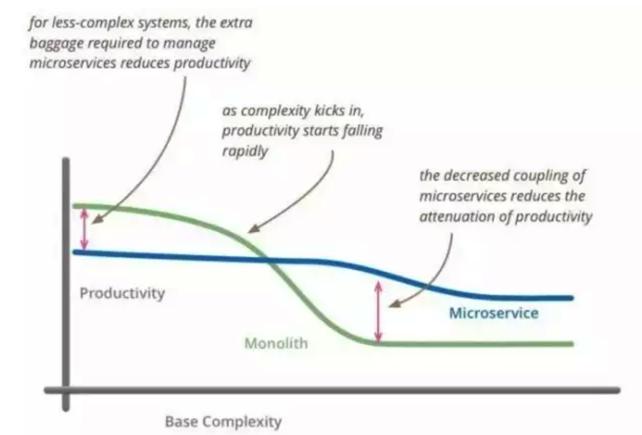 for less-complex systems, the extra
baggage required to manage
microservices reduces productivity
as complexity kicks in,
productivity starts falling
rapidly
the decreased coupling of
microservices reduces the
attenuation of productivity
Productivity
Microservice
Monolith
Base Complexity